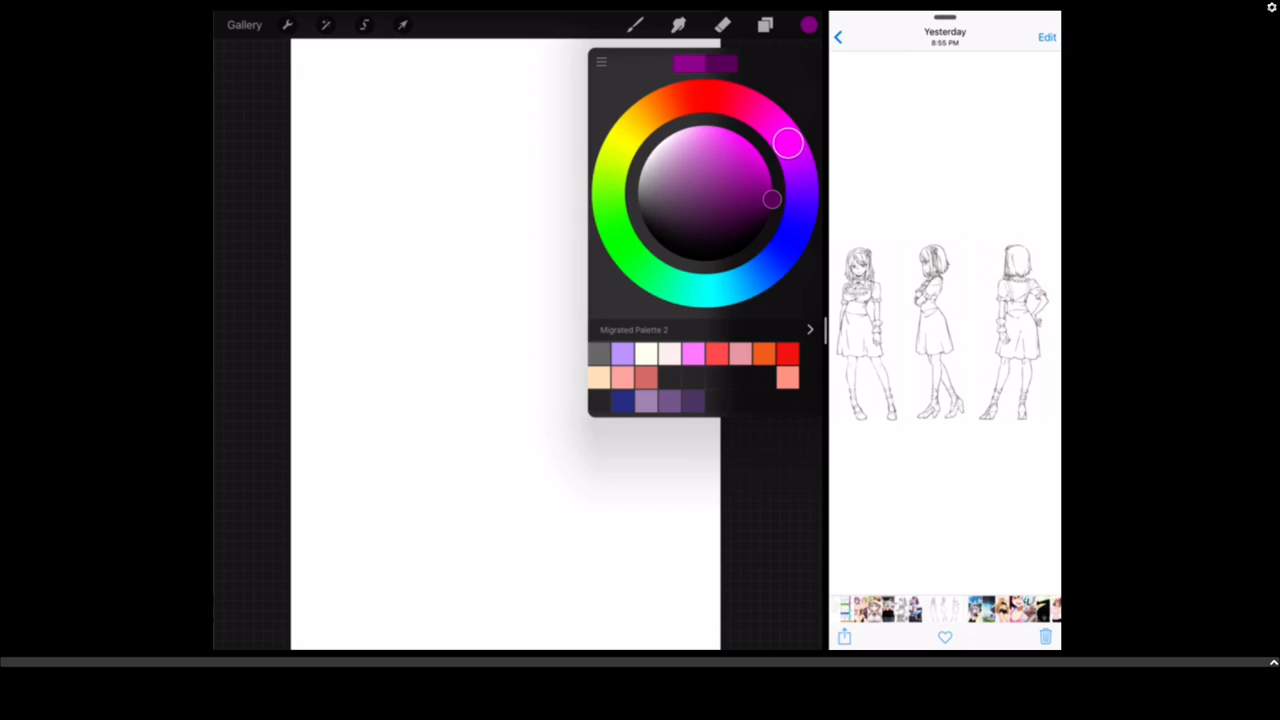 Gallery
Migrated Palette 2
Yesterday
8:55 PM
Edit